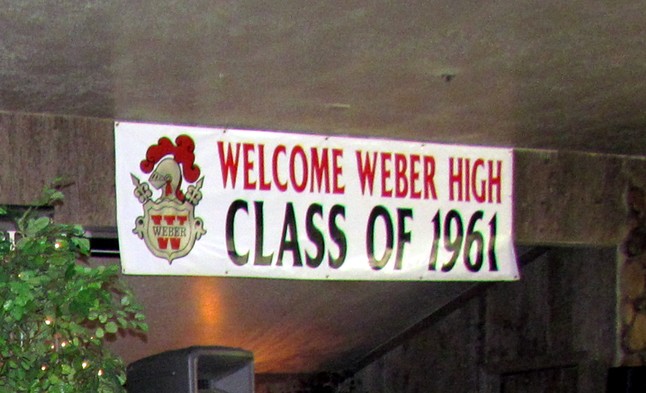 WELCOME WEBER HIGH
CLASS OF 1961
W
WEBER